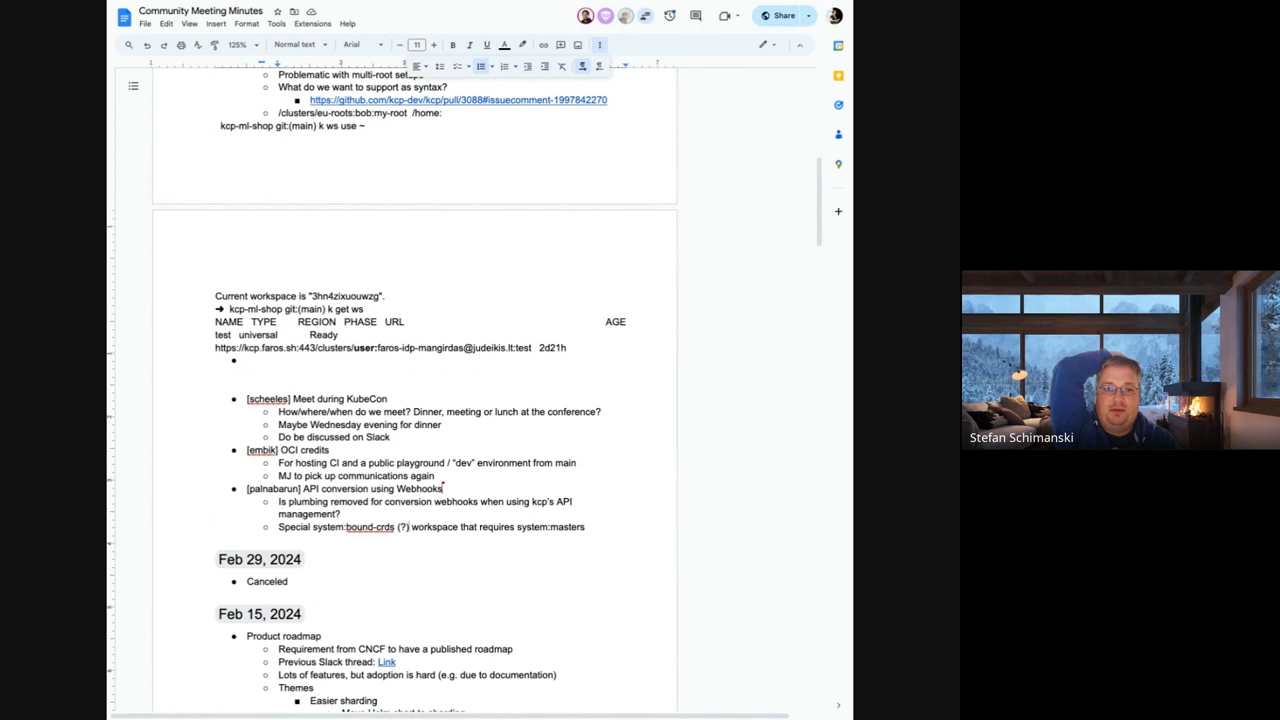 Community Meeting Minutes
File Edit View Insert Format Tools Extensions Help
Share
125% Normal text Arial 11
Problematic with multi-root setups
What do we want to support as syntax?
https://github.com/kcp-dev/kcp/pull/3088#issuecomment-1997842270
/clusters/eu-roots:bob:my-root /home:
kcp-ml-shop git:(main) k ws use ~
Current workspace is "3hn4zixuouwzg".
➜ kcp-ml-shop git:(main) k get ws
NAME TYPE REGION PHASE URL AGE
test universal Ready
https://kcp.faros.sh:443/clusters/user:faros-idp-mangirdas@judeikis.lt:test 2d21h
[scheeles] Meet during KubeCon
How/where/when do we meet? Dinner, meeting or lunch at the conference?
Maybe Wednesday evening for dinner
Do be discussed on Slack
[embik] OCI credits
For hosting CI and a public playground / “dev” environment from main
MJ to pick up communications again
[palnabarun] API conversion using Webhooks
Is plumbing removed for conversion webhooks when using kcp's API
management?
Special system:bound-crds (?) workspace that requires system:masters
Feb 29, 2024
Canceled
Feb 15, 2024
Product roadmap
Requirement from CNCF to have a published roadmap
Previous Slack thread: Link
Lots of features, but adoption is hard (e.g. due to documentation)
Themes
Easier sharding
Stefan Schimanski